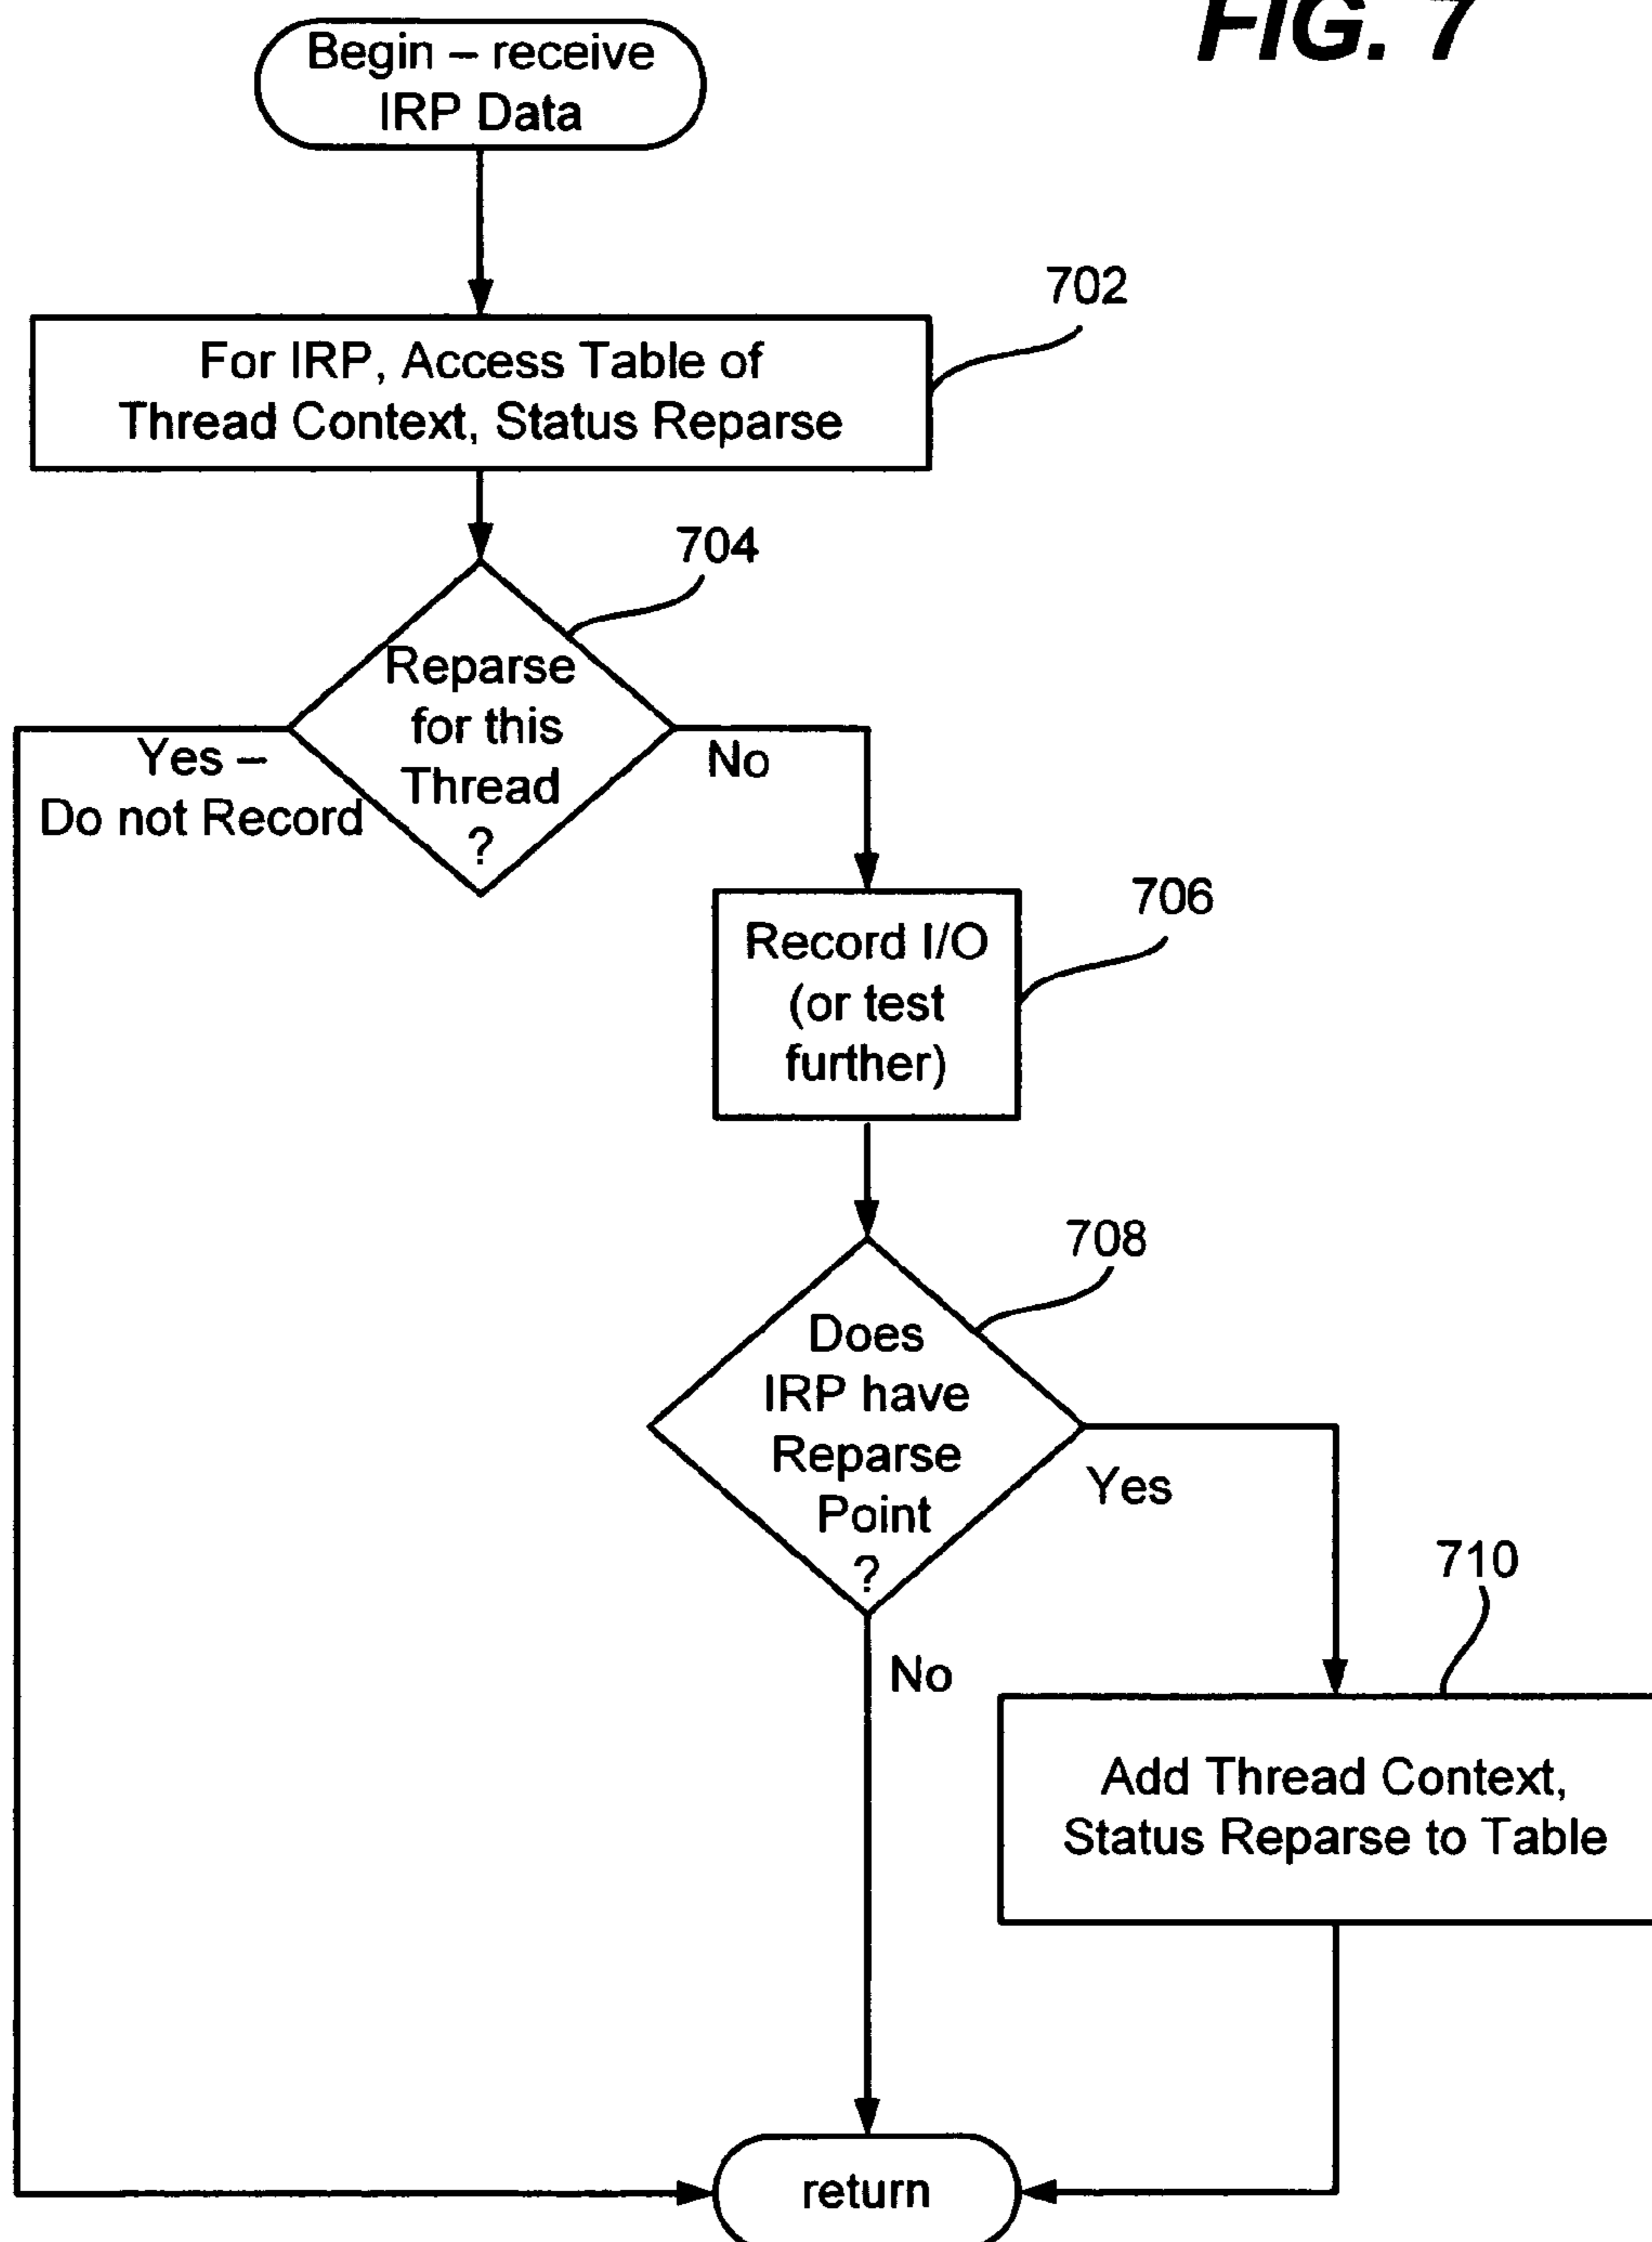 FIG. 7
Begin – receive
IRP Data
702
For IRP, Access Table of
Thread Context, Status Reparse
704
Reparse
for this
Thread
?
Yes –
Do not Record
No
706
Record I/O
(or test
further)
708
Does
IRP have
Reparse
Point
?
Yes
No
710
Add Thread Context,
Status Reparse to Table
return